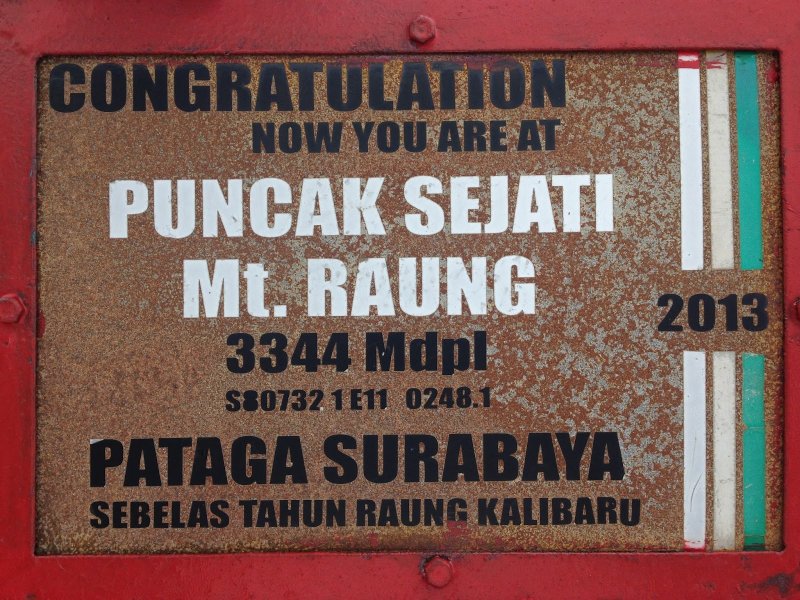 CONGRATULATION
NOW YOU ARE AT
PUNCAK SEJATI
Mt. RAUNG
2013
3344 Mdpl
S80732 1 E11 0248.1
PATAGA SURABAYA
SEBELAS TAHUN RAUNG KALIBARU